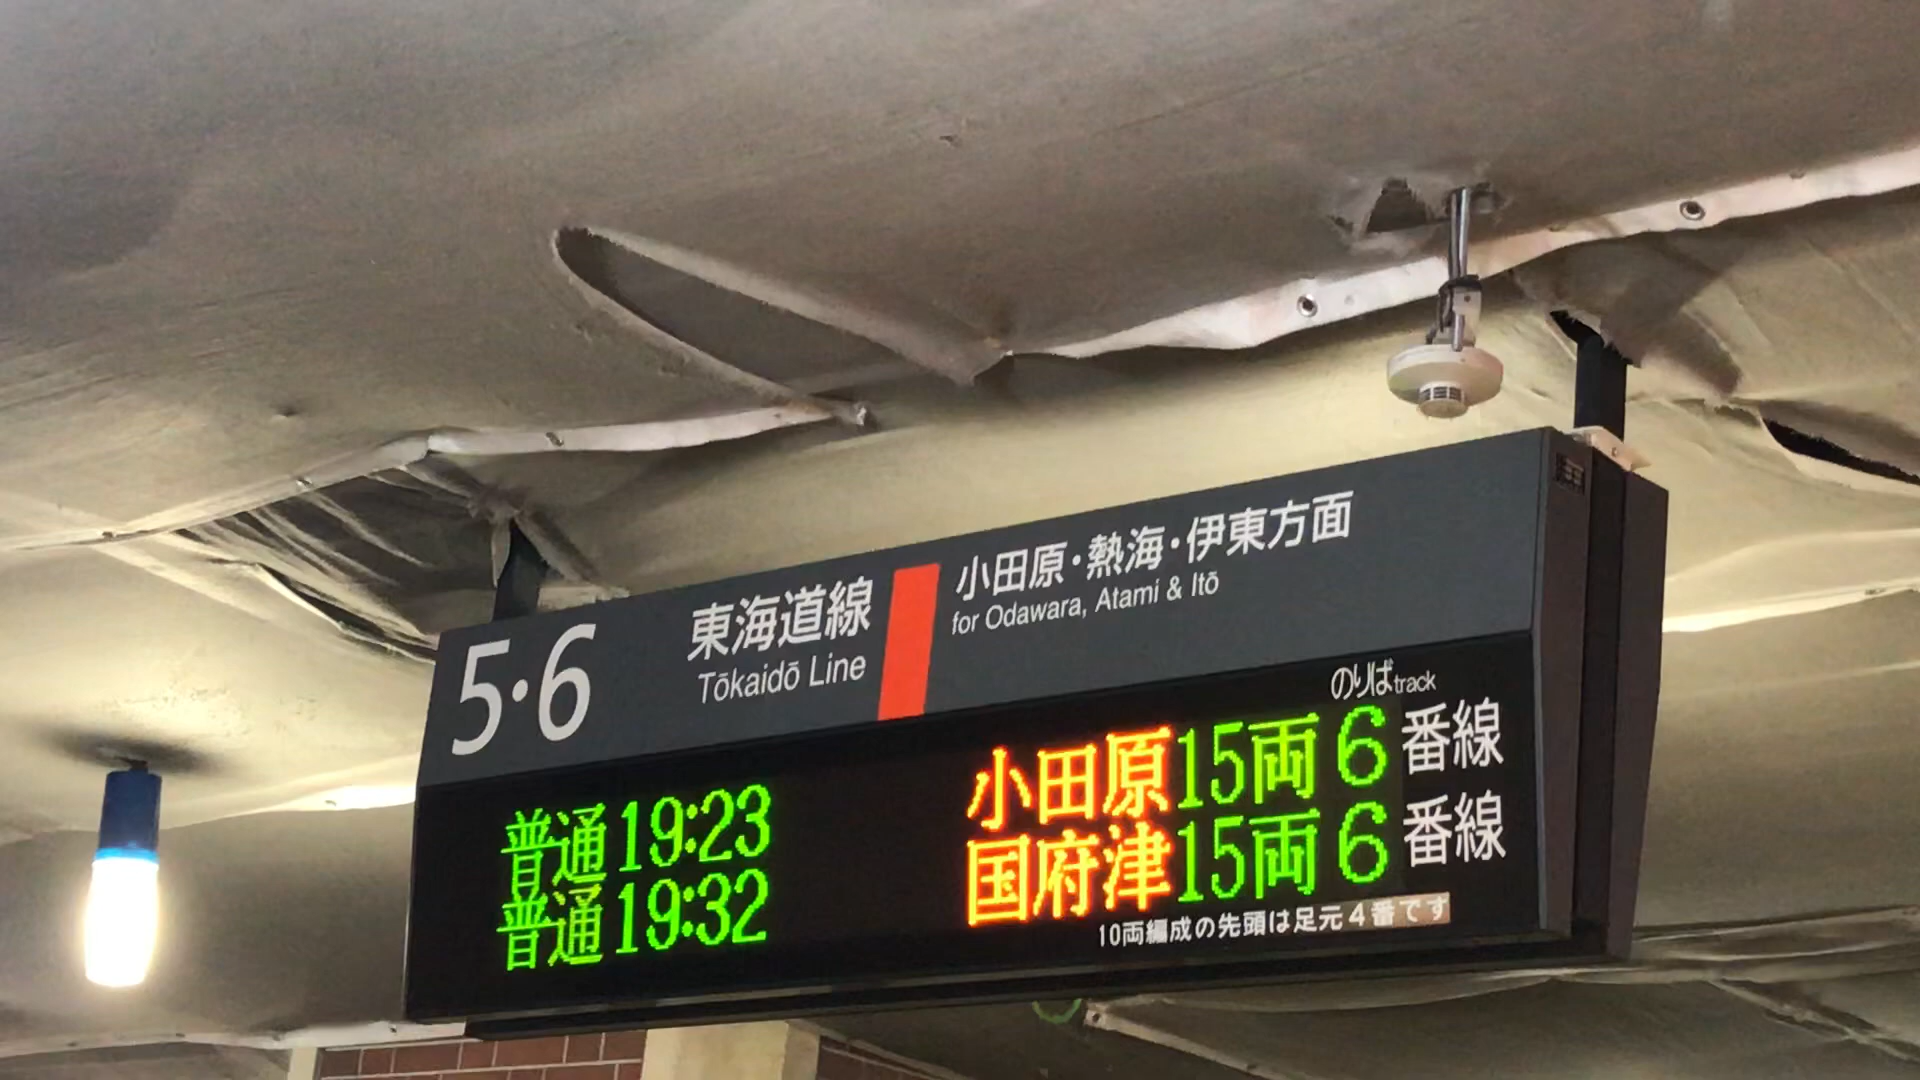 5・6
東海道線
Tōkaidō Line
小田原・熱海・伊東方面
for Odawara, Atami & Itō
のりば track
普通 19:23 小田原 15両 6 番線
普通 19:32 国府津 15両 6 番線
10両編成の先頭は足元4番です